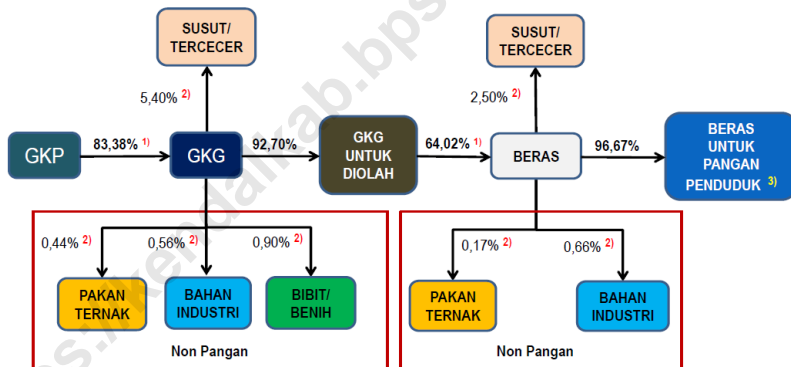 SUSUT/
TERCECER
SUSUT/
TERCECER
5,40% 2)
2,50% 2)
GKP
83,38% 1)
GKG
92,70%
GKG
UNTUK
DIOLAH
64,02% 1)
BERAS
96,67%
BERAS
UNTUK
PANGAN
PENDUDUK 3)
0,44% 2)
0,56% 2)
0,90% 2)
0,17% 2)
0,66% 2)
PAKAN
TERNAK
BAHAN
INDUSTRI
BIBIT/
BENIH
PAKAN
TERNAK
BAHAN
INDUSTRI
Non Pangan
Non Pangan
ps://kendalkab.bps